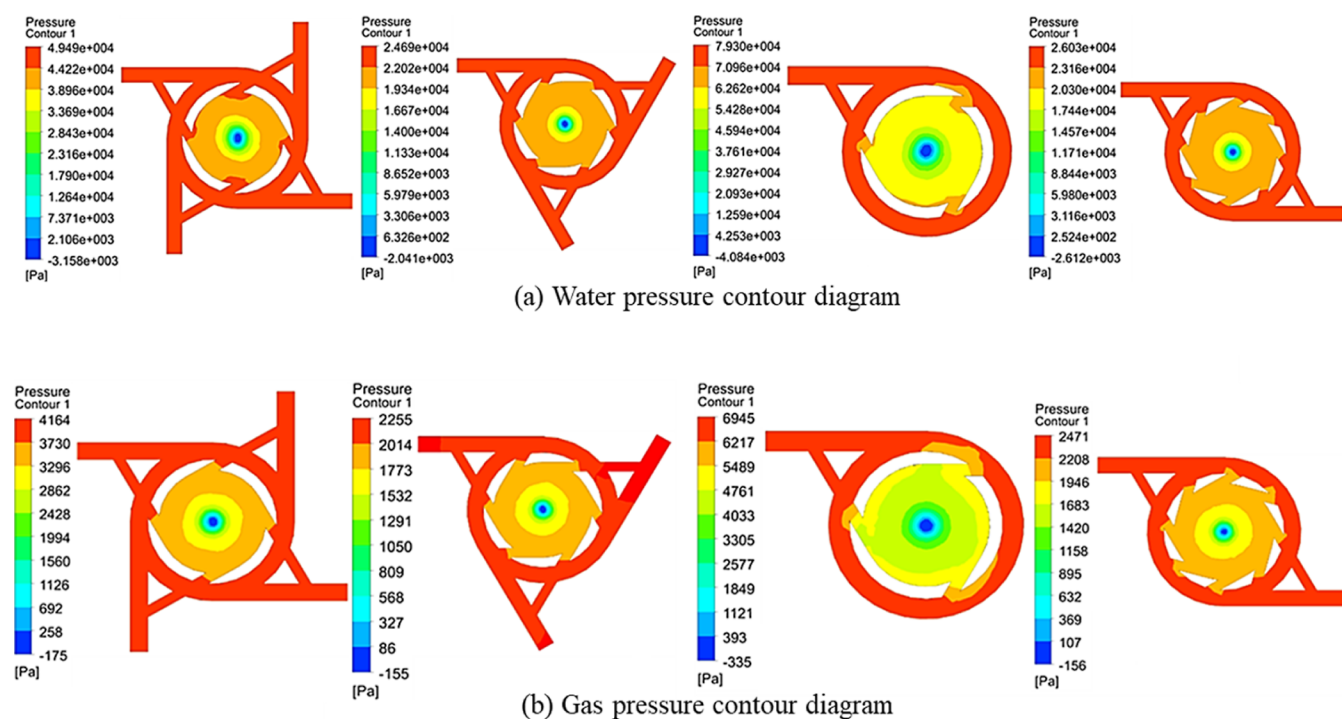 Pressure
Contour 1
4.949e+004
4.422e+004
3.896e+004
3.369e+004
2.843e+004
2.316e+004
1.790e+004
1.264e+004
7.371e+003
2.106e+003
-3.158e+003
[Pa]
Pressure
Contour 1
2.469e+004
2.202e+004
1.934e+004
1.667e+004
1.400e+004
1.133e+004
8.652e+003
5.979e+003
3.306e+003
6.326e+002
-2.041e+003
[Pa]
Pressure
Contour 1
7.930e+004
7.096e+004
6.262e+004
5.428e+004
4.594e+004
3.761e+004
2.927e+004
2.093e+004
1.259e+004
4.253e+003
-4.084e+003
[Pa]
Pressure
Contour 1
2.603e+004
2.316e+004
2.030e+004
1.744e+004
1.457e+004
1.171e+004
8.844e+003
5.980e+003
3.116e+003
2.524e+002
-2.612e+003
[Pa]
(a) Water pressure contour diagram
Pressure
Contour 1
4164
3730
3296
2862
2428
1994
1560
1126
692
258
-175
[Pa]
Pressure
Contour 1
2255
2014
1773
1532
1291
1050
809
568
327
86
-155
[Pa]
Pressure
Contour 1
6945
6217
5489
4761
4033
3305
2577
1849
1121
393
-335
[Pa]
Pressure
Contour 1
2471
2208
1946
1683
1420
1158
895
632
369
107
-156
[Pa]
(b) Gas pressure contour diagram